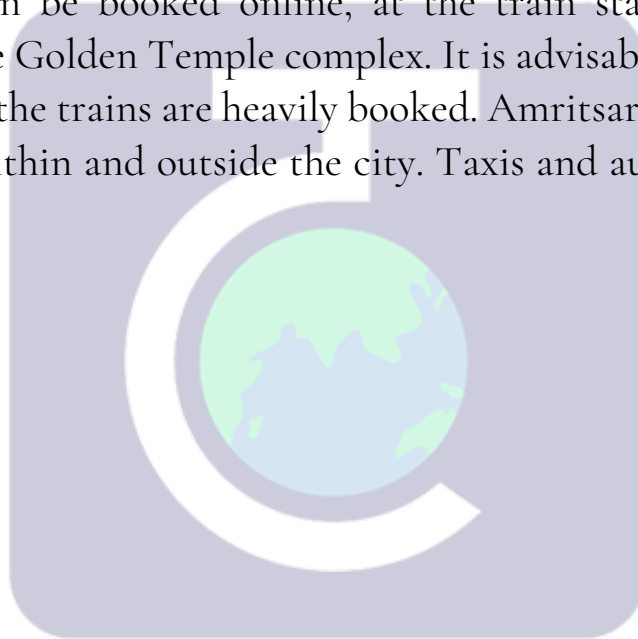 n be booked online, at the train sta
e Golden Temple complex. It is advisab
the trains are heavily booked. Amritsar
thin and outside the city. Taxis and au